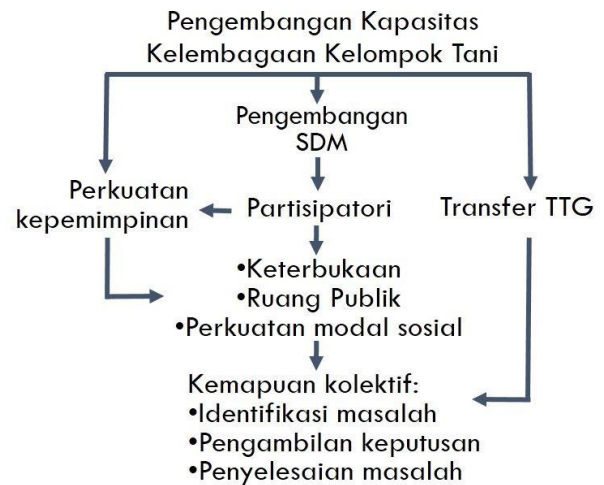 Pengembangan Kapasitas
Kelembagaan Kelompok Tani
Pengembangan
SDM
Perkuatan
kepemimpinan
Partisipatori
Transfer TTG
•Keterbukaan
•Ruang Publik
•Perkuatan modal sosial
Kemapuan kolektif:
•Identifikasi masalah
•Pengambilan keputusan
•Penyelesaian masalah